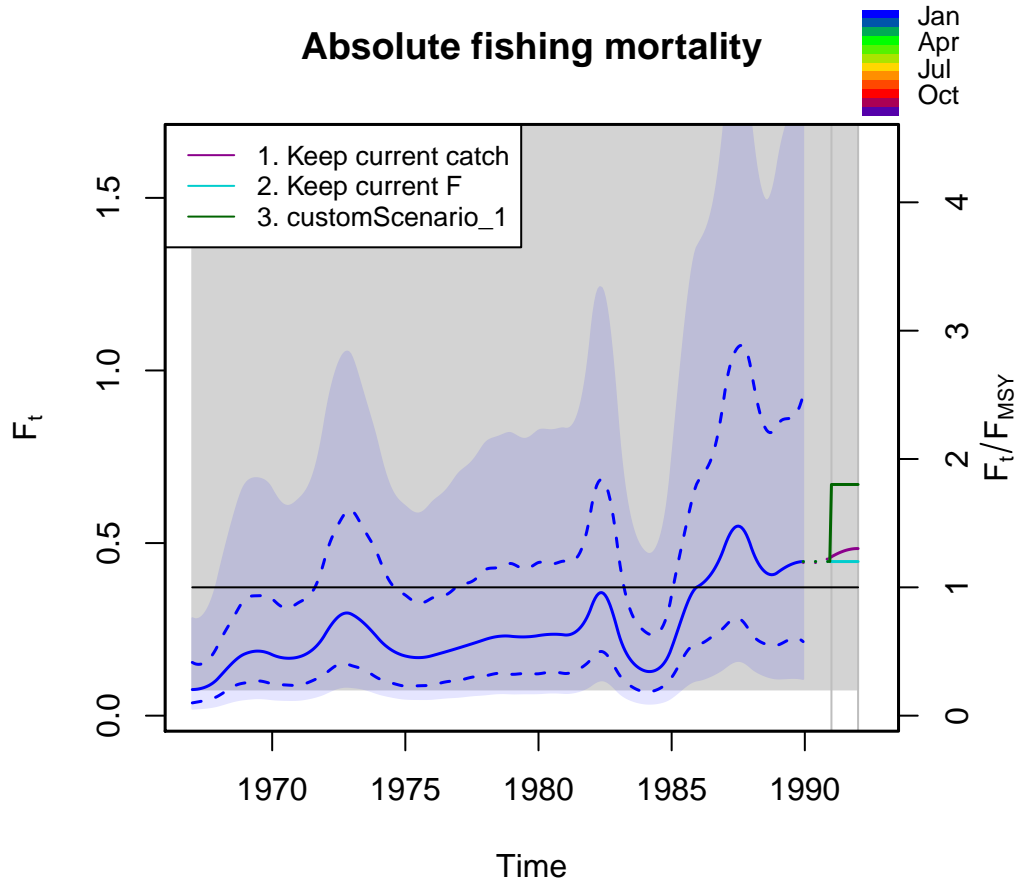 Absolute fishing mortality
Jan
Apr
Jul
Oct
1. Keep current catch
2. Keep current F
3. customScenario_1
F_t
0.0
0.5
1.0
1.5
F_t/F_MSY
0
1
2
3
4
1970
1975
1980
1985
1990
Time